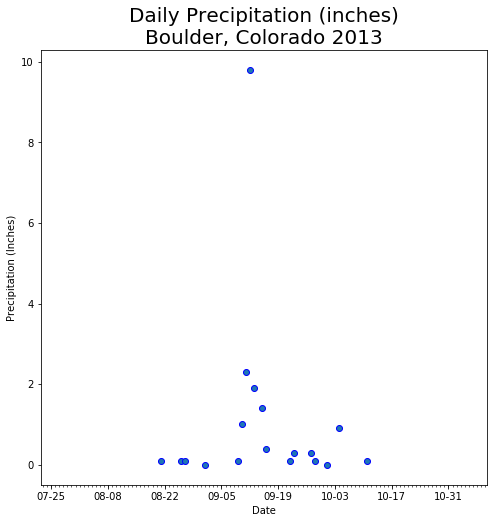 Daily Precipitation (inches)
Boulder, Colorado 2013
10
8
6
4
2
0
Precipitation (Inches)
07-25 08-08 08-22 09-05 09-19 10-03 10-17 10-31
Date